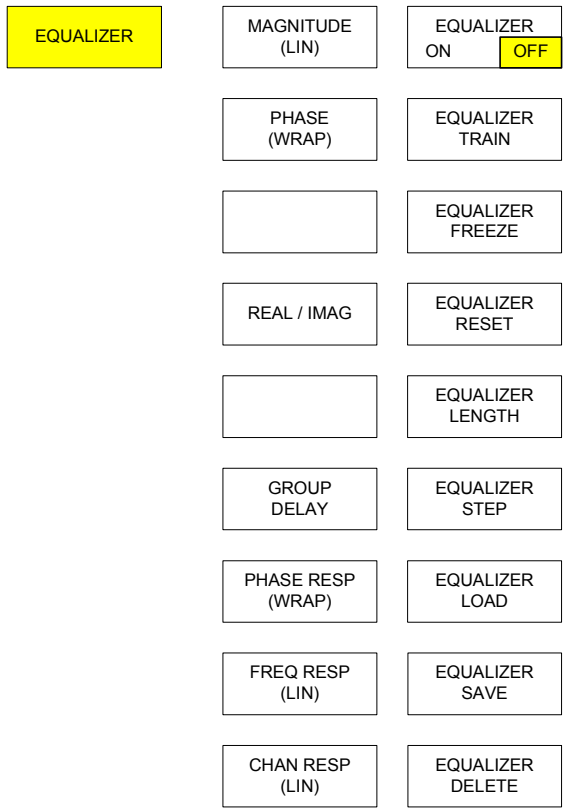 EQUALIZER
MAGNITUDE
(LIN)
EQUALIZER
ON OFF
PHASE
(WRAP)
EQUALIZER
TRAIN
EQUALIZER
FREEZE
REAL / IMAG
EQUALIZER
RESET
EQUALIZER
LENGTH
GROUP
DELAY
EQUALIZER
STEP
PHASE RESP
(WRAP)
EQUALIZER
LOAD
FREQ RESP
(LIN)
EQUALIZER
SAVE
CHAN RESP
(LIN)
EQUALIZER
DELETE